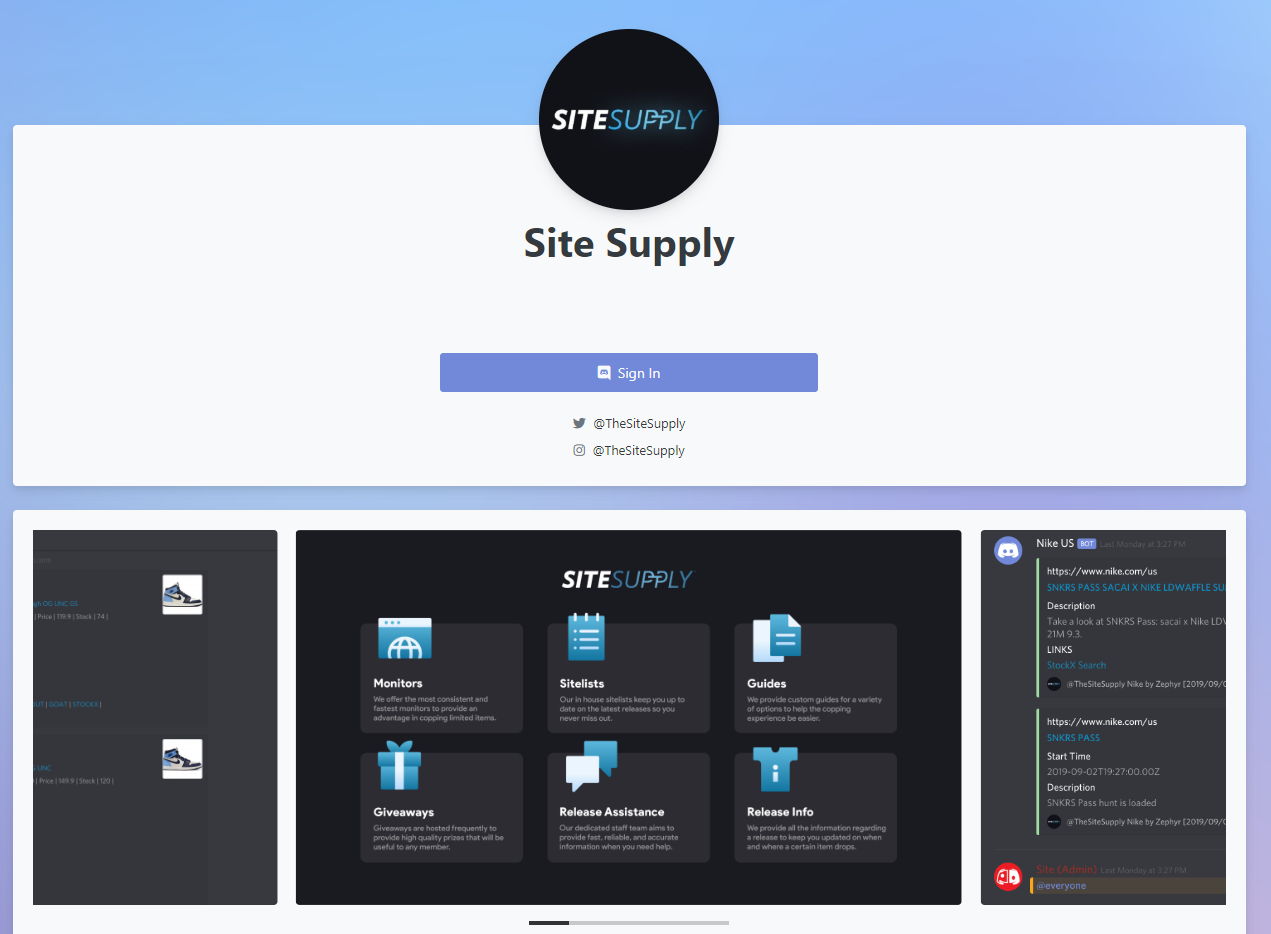 SITESUPPLY
Site Supply
Sign In
@TheSiteSupply
@TheSiteSupply
gh OG UNC GS
| Price | 119.9 | Stock | 74 |
OUT | GOAT | STOCKX |
G UNC
| Price | 149.9 | Stock | 120 |
SITESUPPLY
Monitors
We offer the most consistent and
fastest monitors to provide an
advantage in copping limited items.
Sitelists
Our in house sitelists keep you up to
date on the latest releases so you
never miss out.
Guides
We provide custom guides for a variety
of options to help the copping
experience be easier.
Giveaways
Giveaways are hosted frequently to
provide high quality prizes that will be
useful to any member.
Release Assistance
Our dedicated staff team aims to
provide fast, reliable, and accurate
information when you need help.
Release Info
We provide all the information regarding
a release to keep you updated on when
and where a certain item drops.
Nike US BOT Last Monday at 3:27 PM
https://www.nike.com/us
SNKRS PASS SACAI X NIKE LDWAFFLE SU
Description
Take a look at SNKRS Pass: sacai x Nike LDV
21M 9.3.
LINKS
StockX Search
@TheSiteSupply Nike by Zephyr [2019/09/0
https://www.nike.com/us
SNKRS PASS
Start Time
2019-09-02T19:27:00.00Z
Description
SNKRS Pass hunt is loaded
@TheSiteSupply Nike by Zephyr [2019/09/0
Site (Admin) Last Monday at 3:27 PM
@everyone